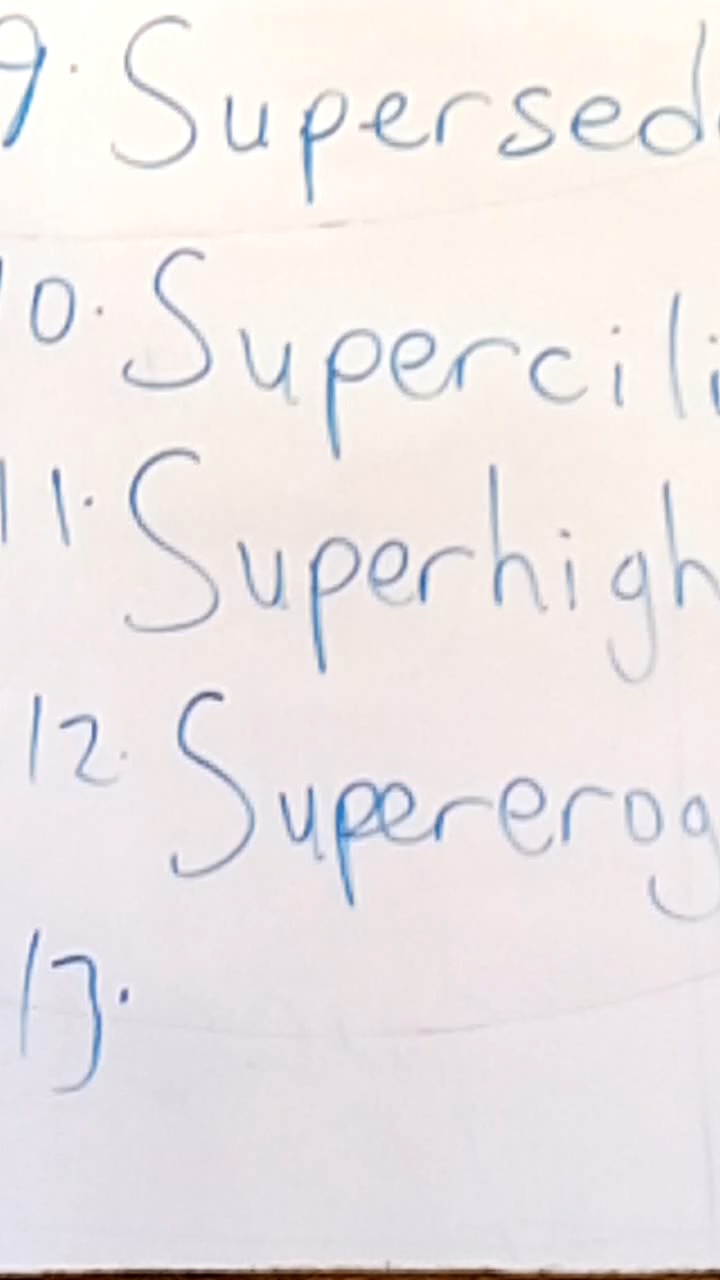 9. Supersed
10. Supercili
11. Superhigh
12. Supererog
13.